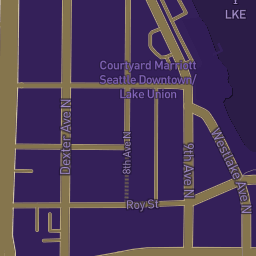 LKE
Courtyard Marriott
Seattle Downtown/
Lake Union
Dexter Ave N
8th Ave N
9th Ave N
Westlake Ave N
Roy St